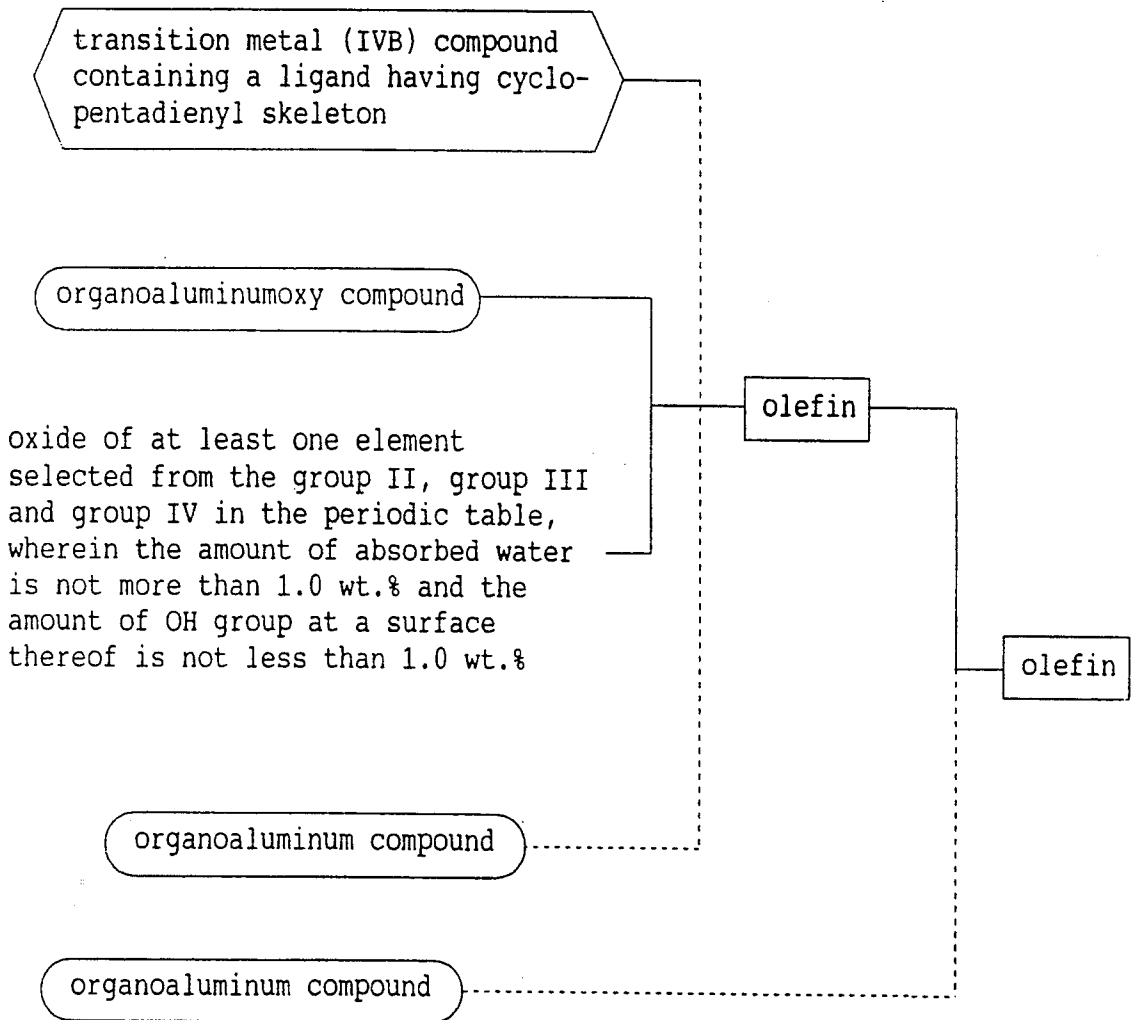 transition metal (IVB) compound
containing a ligand having cyclo-
pentadienyl skeleton
organoaluminumoxy compound
olefin
oxide of at least one element
selected from the group II, group III
and group IV in the periodic table,
wherein the amount of absorbed water
is not more than 1.0 wt.% and the
amount of OH group at a surface
thereof is not less than 1.0 wt.%
olefin
organoaluminum compound
organoaluminum compound